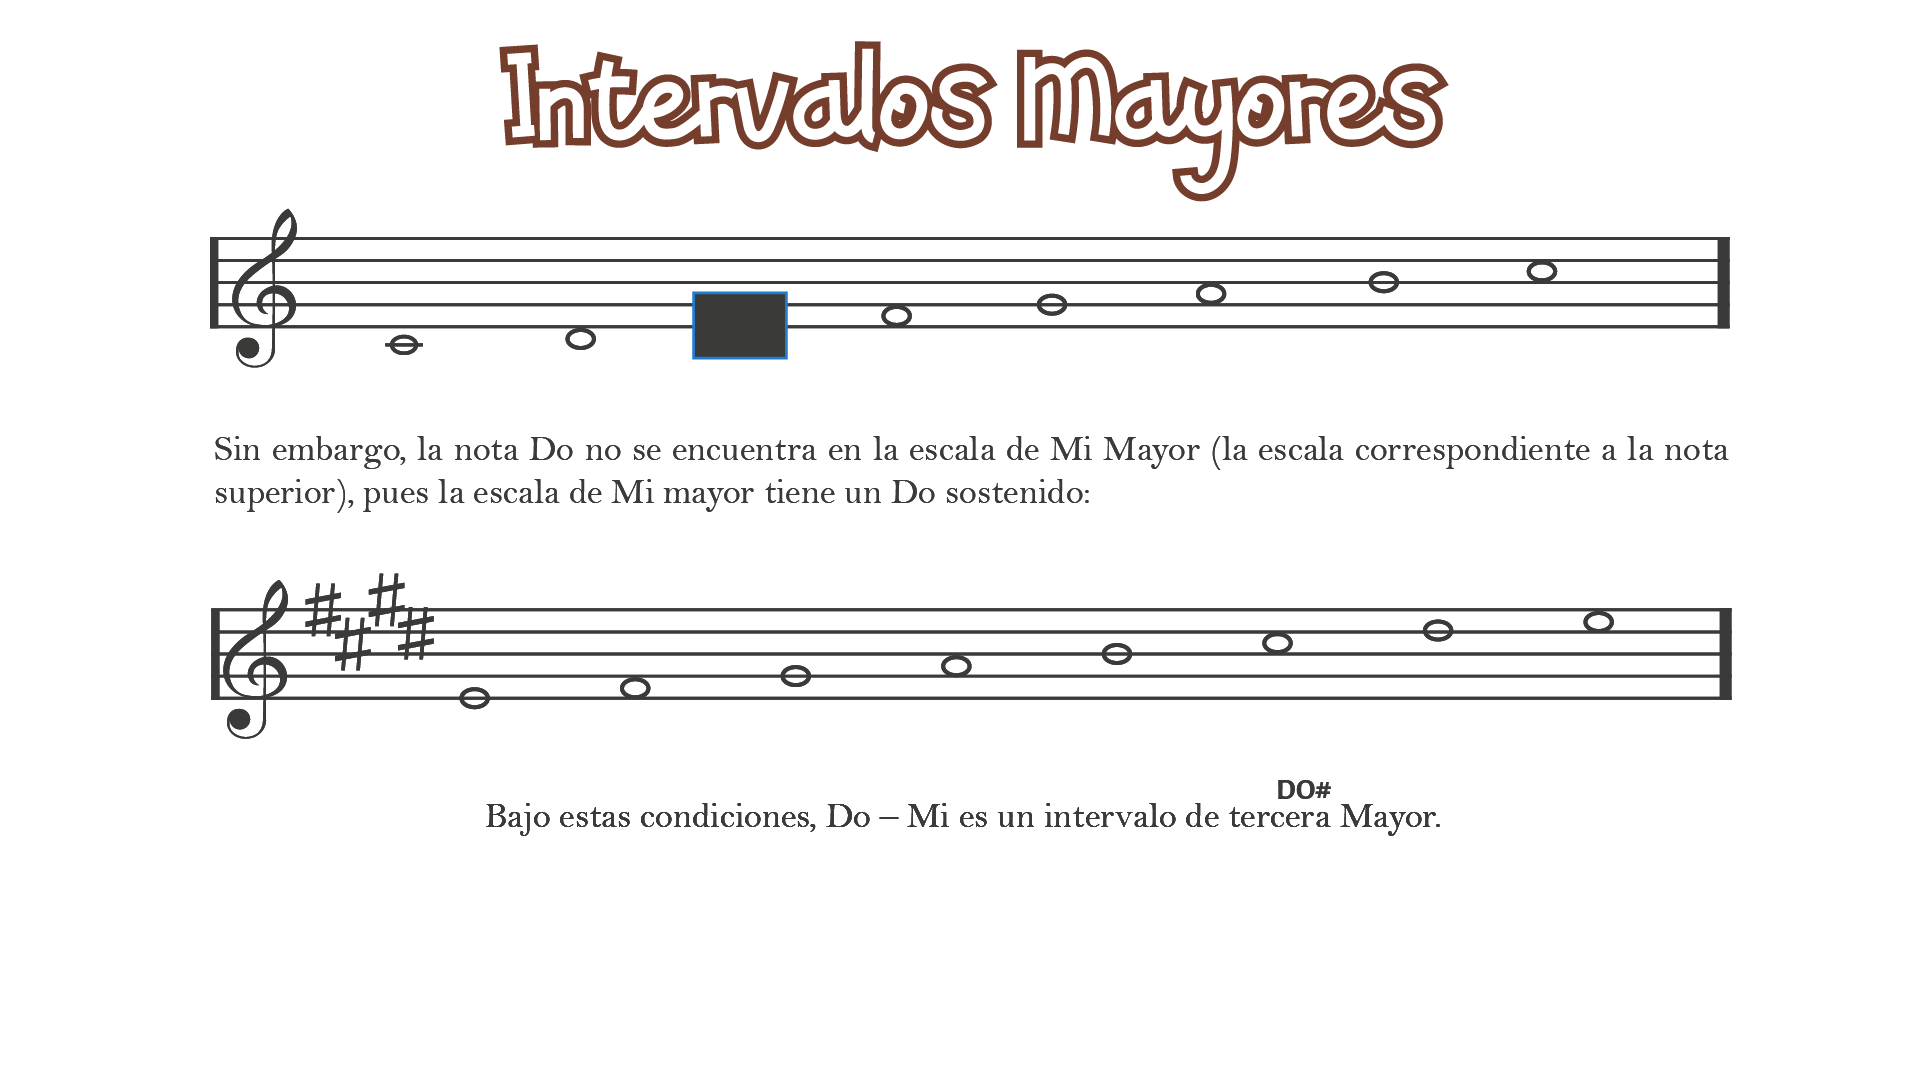 Intervalos Mayores
Sin embargo, la nota Do no se encuentra en la escala de Mi Mayor (la escala correspondiente a la nota
superior), pues la escala de Mi mayor tiene un Do sostenido:
DO#
Bajo estas condiciones, Do – Mi es un intervalo de tercera Mayor.